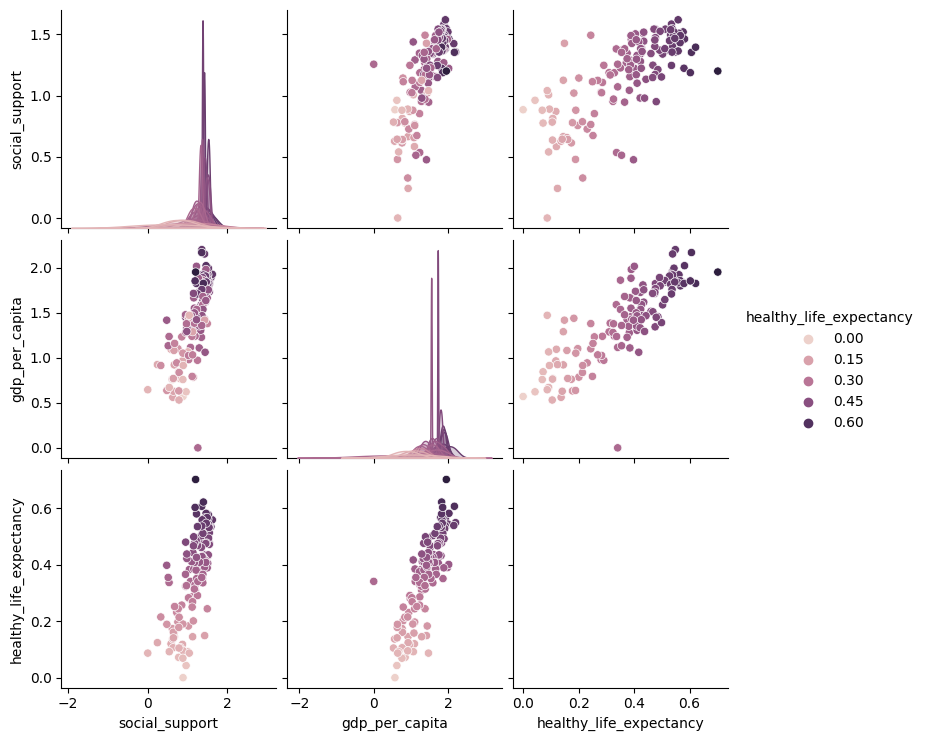 social_support
1.5
1.0
0.5
0.0
gdp_per_capita
2.0
1.5
1.0
0.5
0.0
healthy_life_expectancy
0.00
0.15
0.30
0.45
0.60
healthy_life_expectancy
0.6
0.4
0.2
0.0
−2 0 2
social_support
−2 0 2
gdp_per_capita
0.0 0.2 0.4 0.6
healthy_life_expectancy